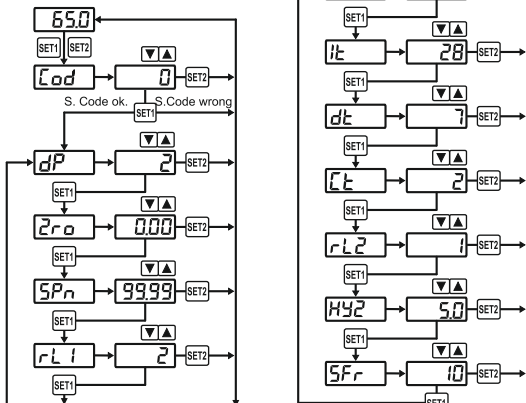 65.0
SET1 SET2
Cod 0 SET2
S. Code ok. SET1 S.Code wrong
dP 2 SET2
SET1
2ro 0.00 SET2
SET1
SPn 99.99 SET2
SET1
rL1 2 SET2
SET1
SET1
It 28 SET2
SET1
dt 7 SET2
SET1
Ct 2 SET2
SET1
rL2 1 SET2
SET1
HY2 5.0 SET2
SET1
SFr 10 SET2
SET1